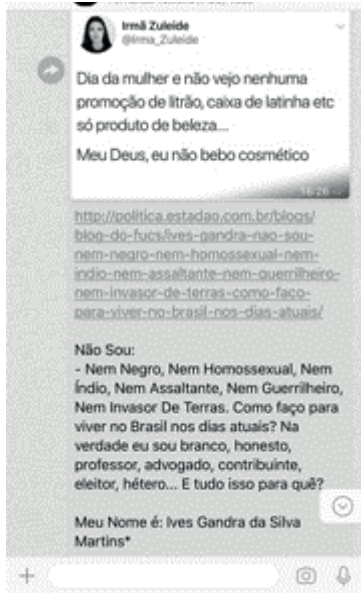 Irmã Zuleide
@Irma_Zuleide
Dia da mulher e não vejo nenhuma
promoção de litrão, caixa de latinha etc
só produto de beleza...
Meu Deus, eu não bebo cosmético
16:26
http://politica.estadao.com.br/blogs/
blog-do-fucs/ives-gandra-nao-sou-
nem-negro-nem-homossexual-nem-
indio-nem-assaltante-nem-guerrilheiro-
nem-invasor-de-terras-como-faco-
para-viver-no-brasil-nos-dias-atuais/
Não Sou:
- Nem Negro, Nem Homossexual, Nem
Índio, Nem Assaltante, Nem Guerrilheiro,
Nem Invasor De Terras. Como faço para
viver no Brasil nos dias atuais? Na
verdade eu sou branco, honesto,
professor, advogado, contribuinte,
eleitor, hétero... E tudo isso para quê?
Meu Nome é: Ives Gandra da Silva
Martins*